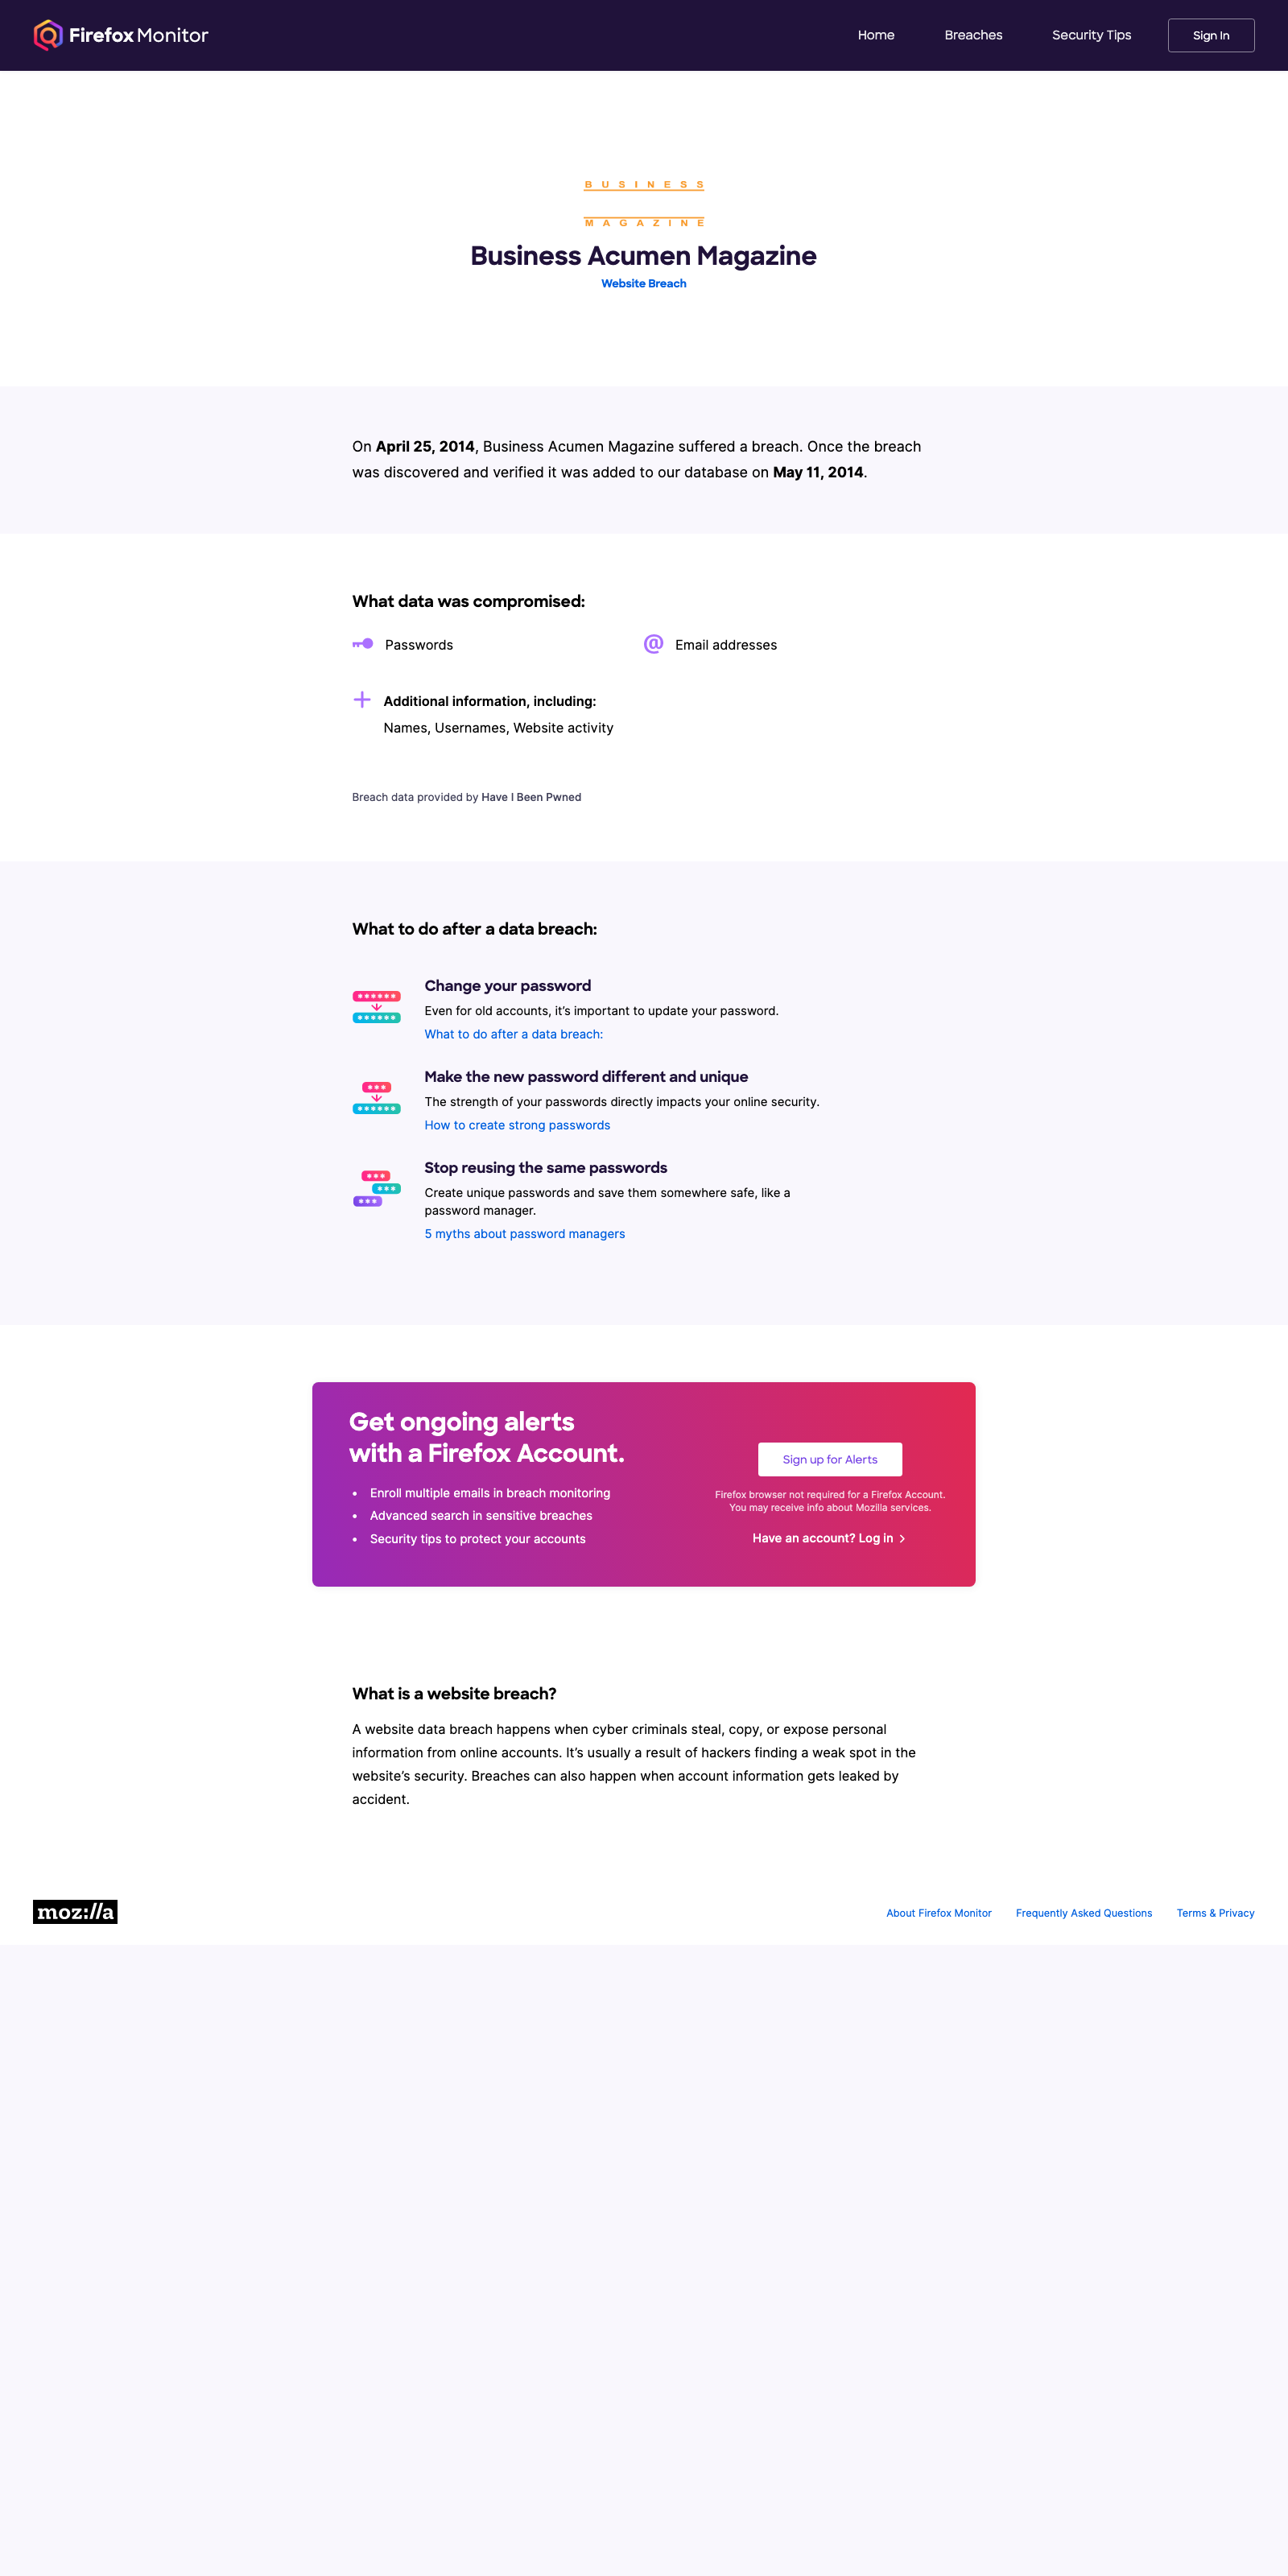 Firefox Monitor
Home
Breaches
Security Tips
Sign In
BUSINESS
MAGAZINE
Business Acumen Magazine
Website Breach
On April 25, 2014, Business Acumen Magazine suffered a breach. Once the breach
was discovered and verified it was added to our database on May 11, 2014.
What data was compromised:
Passwords
@ Email addresses
Additional information, including:
Names, Usernames, Website activity
Breach data provided by Have I Been Pwned
What to do after a data breach:
Change your password
Even for old accounts, it’s important to update your password.
What to do after a data breach:
Make the new password different and unique
The strength of your passwords directly impacts your online security.
How to create strong passwords
Stop reusing the same passwords
Create unique passwords and save them somewhere safe, like a
password manager.
5 myths about password managers
Get ongoing alerts
with a Firefox Account.
• Enroll multiple emails in breach monitoring
• Advanced search in sensitive breaches
• Security tips to protect your accounts
Sign up for Alerts
Firefox browser not required for a Firefox Account.
You may receive info about Mozilla services.
Have an account? Log in
What is a website breach?
A website data breach happens when cyber criminals steal, copy, or expose personal
information from online accounts. It’s usually a result of hackers finding a weak spot in the
website’s security. Breaches can also happen when account information gets leaked by
accident.
moz://a
About Firefox Monitor
Frequently Asked Questions
Terms & Privacy